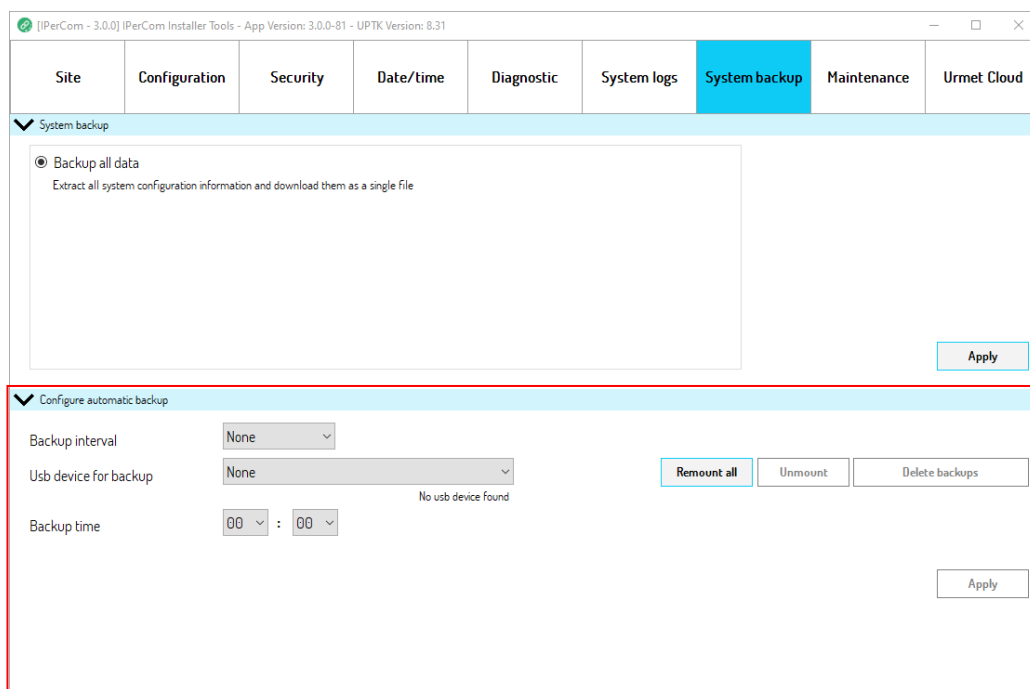 [IPerCom - 3.0.0] IPerCom Installer Tools - App Version: 3.0.0-81 - UPTK Version: 8.31
Site Configuration Security Date/time Diagnostic System logs System backup Maintenance Urmet Cloud
System backup
Backup all data
Extract all system configuration information and download them as a single file
Apply
Configure automatic backup
Backup interval None
Usb device for backup None Remount all Unmount Delete backups
No usb device found
Backup time 00 : 00
Apply